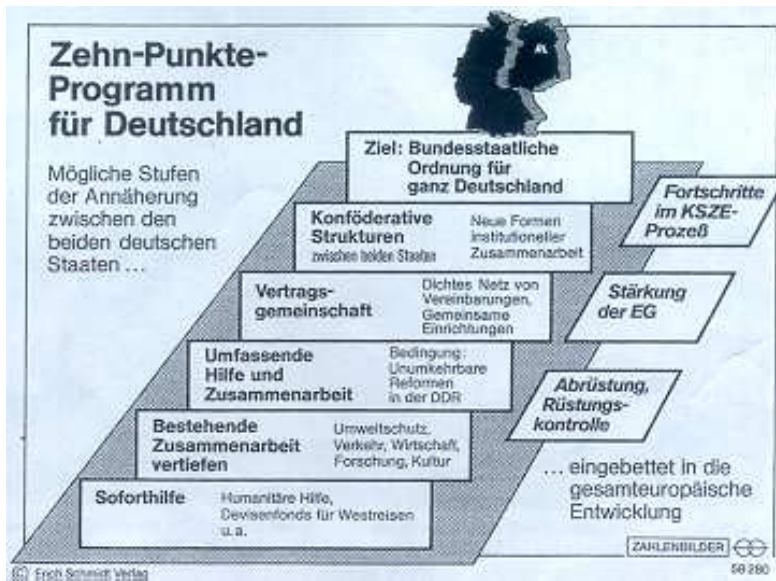 Zehn-Punkte-
Programm
für Deutschland
Mögliche Stufen
der Annäherung
zwischen den
beiden deutschen
Staaten ...
Ziel: Bundesstaatliche
Ordnung für
ganz Deutschland
Konföderative
Strukturen
zwischen beiden Staaten
Neue Formen
institutioneller
Zusammenarbeit
Vertrags-
gemeinschaft
Dichtes Netz von
Vereinbarungen,
Gemeinsame
Einrichtungen
Umfassende
Hilfe und
Zusammenarbeit
Bedingung:
Unumkehrbare
Reformen
in der DDR
Bestehende
Zusammenarbeit
vertiefen
Umweltschutz,
Verkehr, Wirtschaft,
Forschung, Kultur
Soforthilfe
Humanitäre Hilfe,
Devisenfonds für Westreisen
u.a.
Fortschritte
im KSZE-
Prozeß
Stärkung
der EG
Abrüstung,
Rüstungs-
kontrolle
... eingebettet in die
gesamteuropäische
Entwicklung
ZAHLENBILDER
58 280
(C) Erich Schmidt Verlag